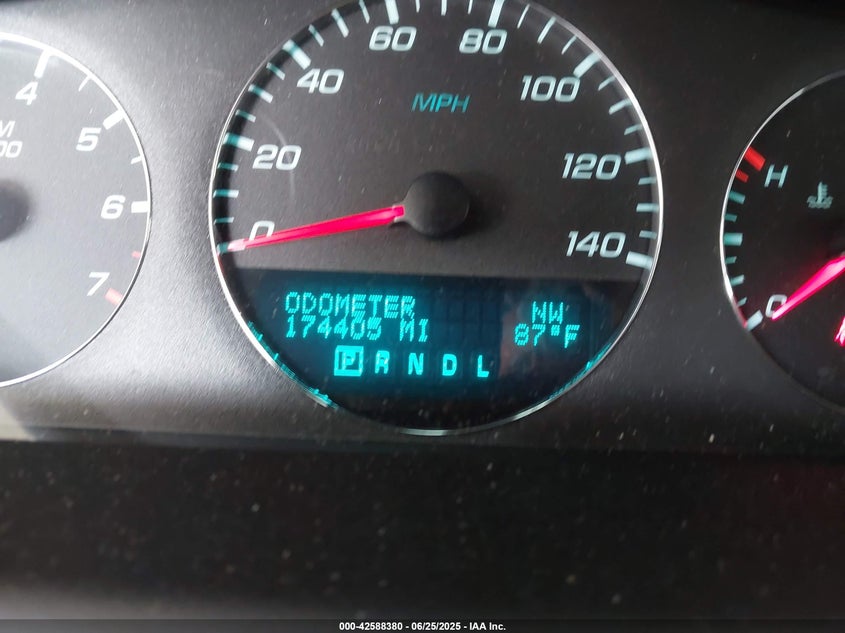 60 80
40 100
MPH
4
5
20 120
H
6
0
140
7
C
ODOMETER NW
174405 MI 87°F
P R N D L
000-42588380 / 06/25/2025 - IAA Inc.